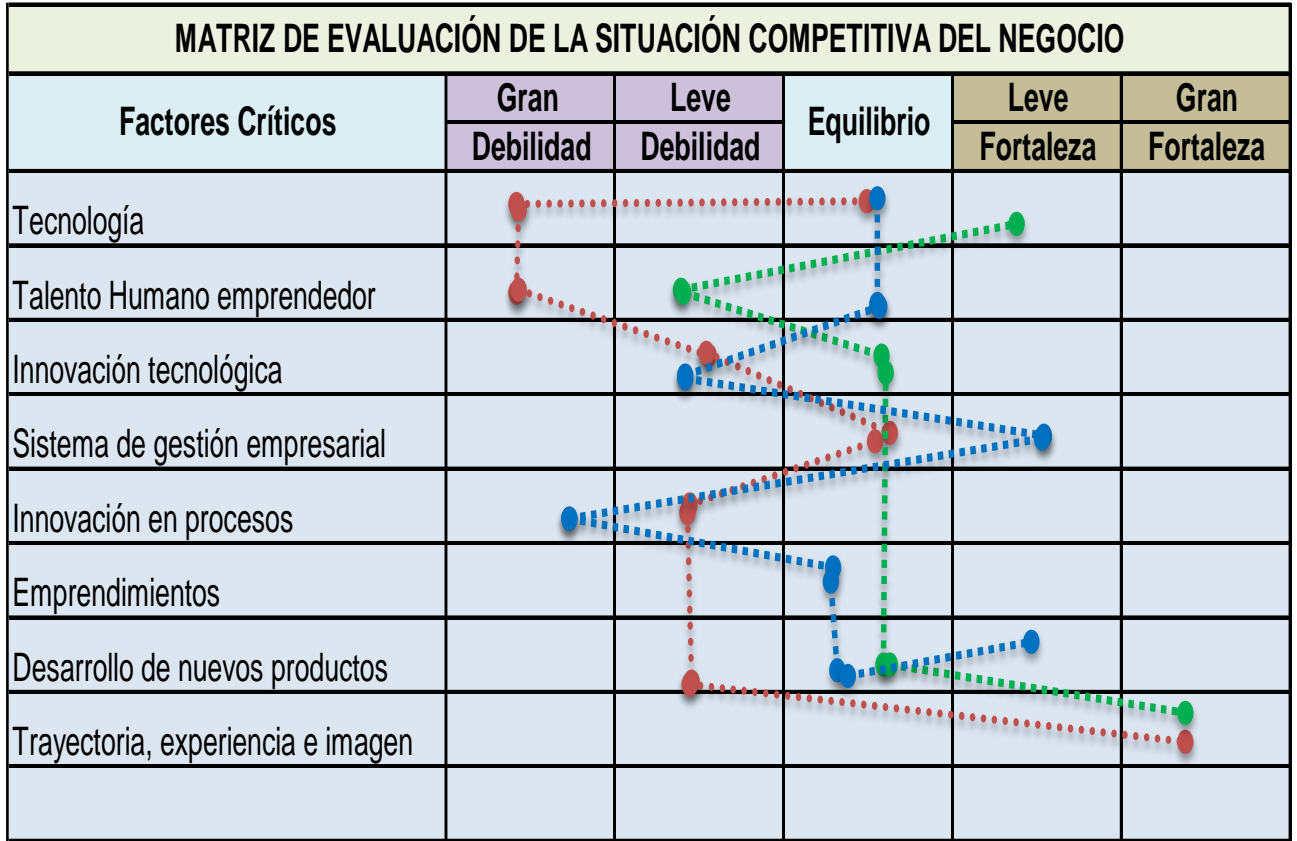 MATRIZ DE EVALUACIÓN DE LA SITUACIÓN COMPETITIVA DEL NEGOCIO
Factores Críticos
Gran
Debilidad
Leve
Debilidad
Equilibrio
Leve
Fortaleza
Gran
Fortaleza
Tecnología
Talento Humano emprendedor
Innovación tecnológica
Sistema de gestión empresarial
Innovación en procesos
Emprendimientos
Desarrollo de nuevos productos
Trayectoria, experiencia e imagen